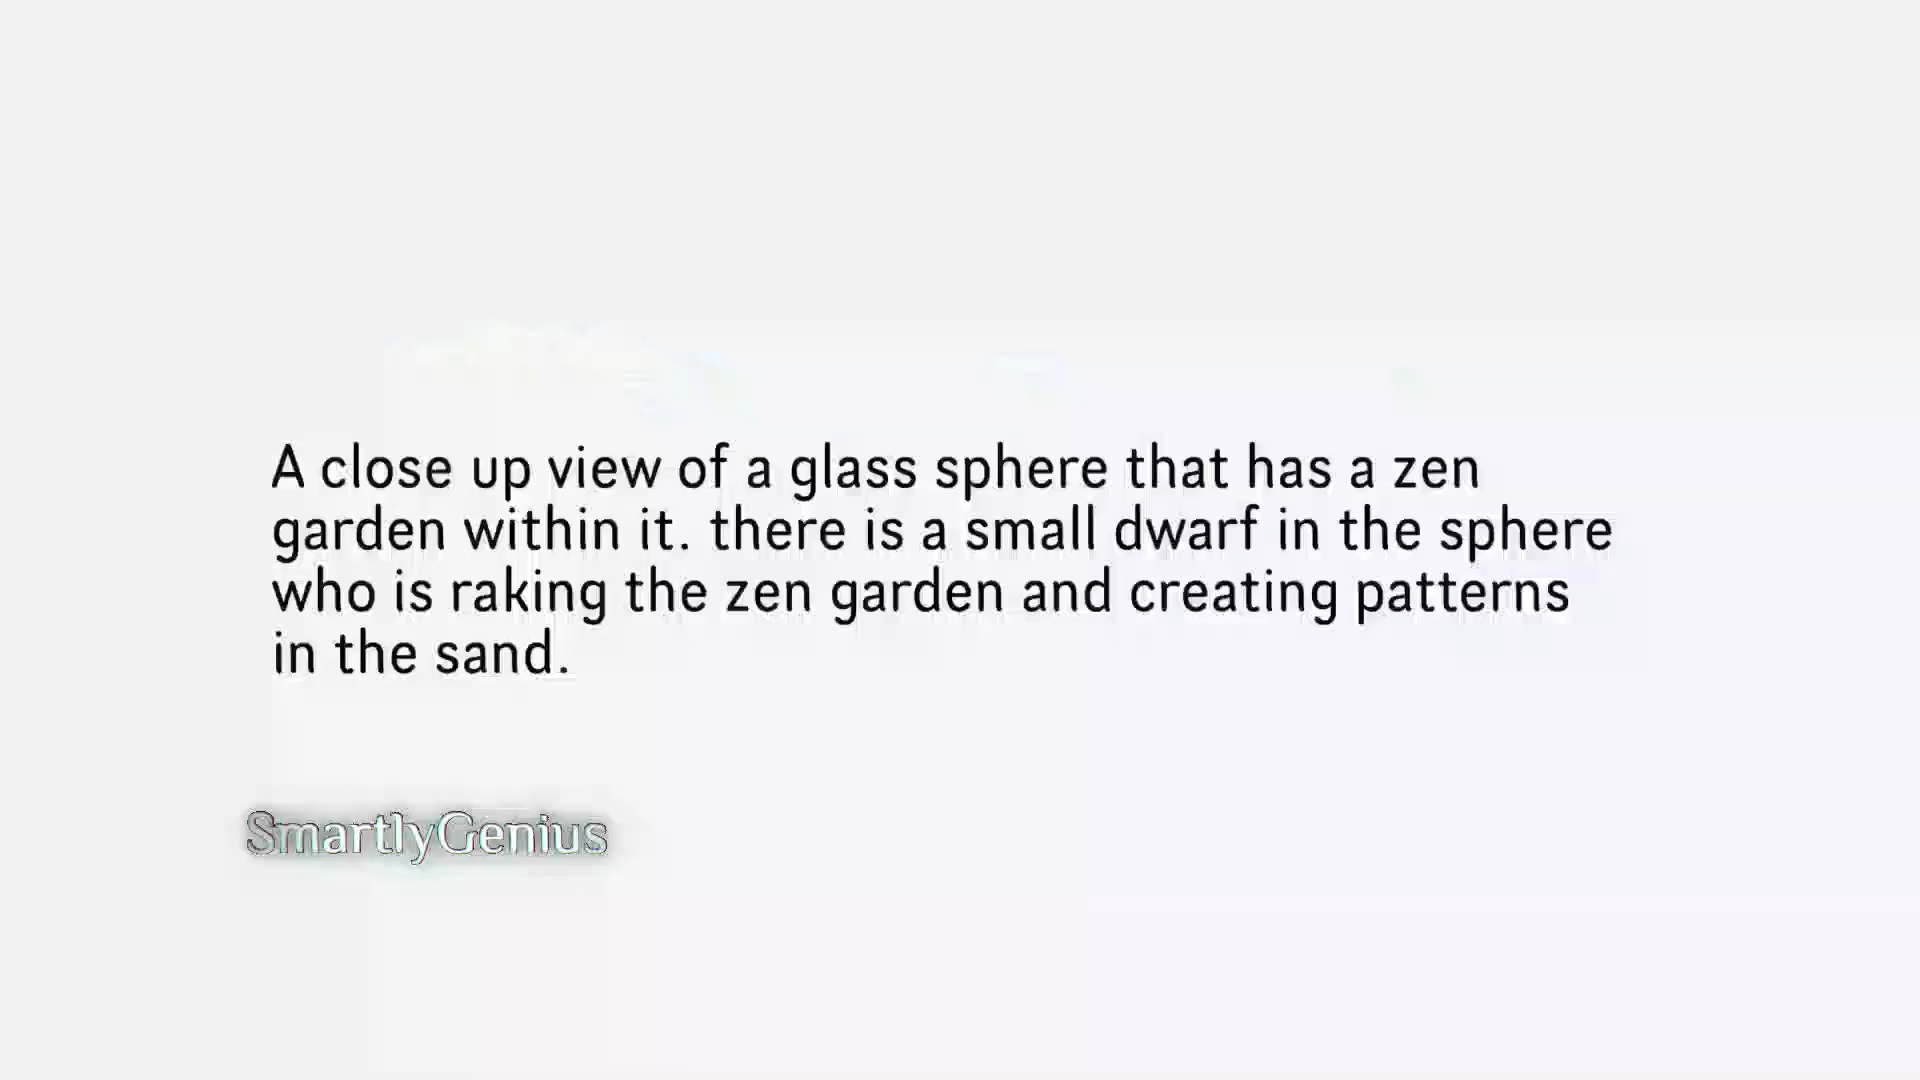 A close up view of a glass sphere that has a zen
garden within it. there is a small dwarf in the sphere
who is raking the zen garden and creating patterns
in the sand.
SmartlyGenius